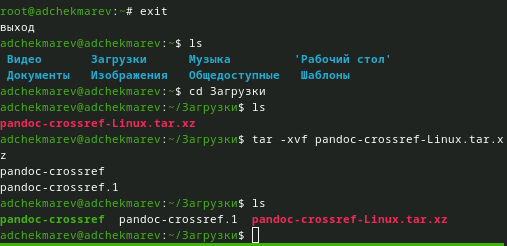 root@adchekmarev:~# exit
выход
adchekmarev@adchekmarev:~$ ls
Видео Загрузки Музыка 'Рабочий стол'
Документы Изображения Общедоступные Шаблоны
adchekmarev@adchekmarev:~$ cd Загрузки
adchekmarev@adchekmarev:~/Загрузки$ ls
pandoc-crossref-Linux.tar.xz
adchekmarev@adchekmarev:~/Загрузки$ tar -xvf pandoc-crossref-Linux.tar.x
z
pandoc-crossref
pandoc-crossref.1
adchekmarev@adchekmarev:~/Загрузки$ ls
pandoc-crossref pandoc-crossref.1 pandoc-crossref-Linux.tar.xz
adchekmarev@adchekmarev:~/Загрузки$